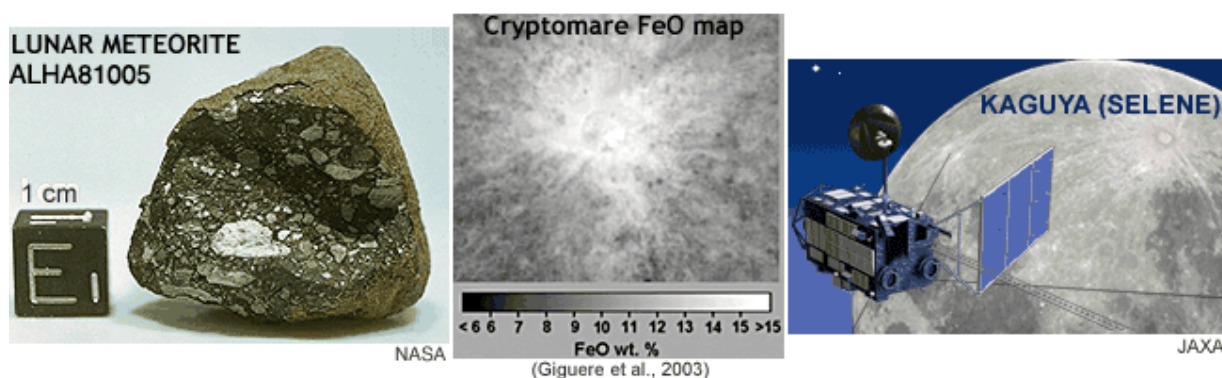 LUNAR METEORITE
ALHA81005
1 cm
E1
NASA
Cryptomare FeO map
< 6 6 7 8 9 10 11 12 13 14 15 >15
FeO wt. %
(Giguere et al., 2003)
KAGUYA (SELENE)
JAXA